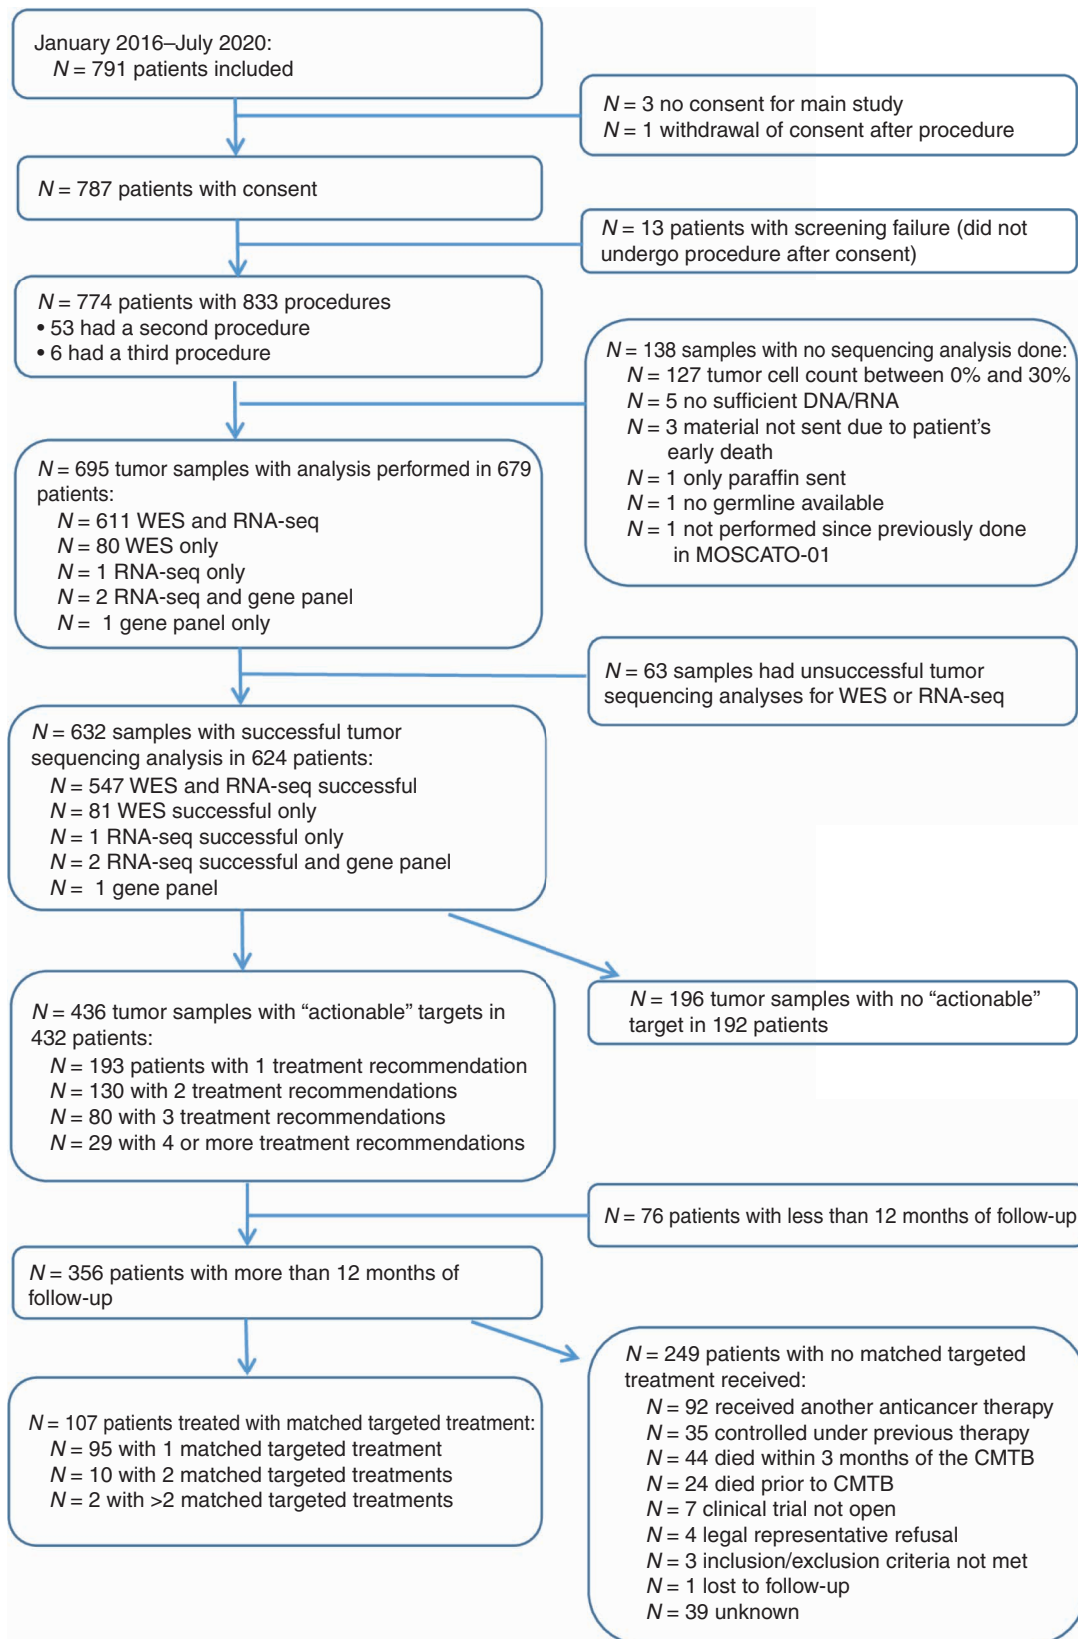 January 2016–July 2020:
N = 791 patients included
N = 3 no consent for main study
N = 1 withdrawal of consent after procedure
N = 787 patients with consent
N = 13 patients with screening failure (did not
undergo procedure after consent)
N = 774 patients with 833 procedures
• 53 had a second procedure
• 6 had a third procedure
N = 138 samples with no sequencing analysis done:
N = 127 tumor cell count between 0% and 30%
N = 5 no sufficient DNA/RNA
N = 3 material not sent due to patient's
early death
N = 1 only paraffin sent
N = 1 no germline available
N = 1 not performed since previously done
in MOSCATO-01
N = 695 tumor samples with analysis performed in 679
patients:
N = 611 WES and RNA-seq
N = 80 WES only
N = 1 RNA-seq only
N = 2 RNA-seq and gene panel
N = 1 gene panel only
N = 63 samples had unsuccessful tumor
sequencing analyses for WES or RNA-seq
N = 632 samples with successful tumor
sequencing analysis in 624 patients:
N = 547 WES and RNA-seq successful
N = 81 WES successful only
N = 1 RNA-seq successful only
N = 2 RNA-seq successful and gene panel
N = 1 gene panel
N = 196 tumor samples with no “actionable”
target in 192 patients
N = 436 tumor samples with “actionable” targets in
432 patients:
N = 193 patients with 1 treatment recommendation
N = 130 with 2 treatment recommendations
N = 80 with 3 treatment recommendations
N = 29 with 4 or more treatment recommendations
N = 76 patients with less than 12 months of follow-up
N = 356 patients with more than 12 months of
follow-up
N = 249 patients with no matched targeted
treatment received:
N = 92 received another anticancer therapy
N = 35 controlled under previous therapy
N = 44 died within 3 months of the CMTB
N = 24 died prior to CMTB
N = 7 clinical trial not open
N = 4 legal representative refusal
N = 3 inclusion/exclusion criteria not met
N = 1 lost to follow-up
N = 39 unknown
N = 107 patients treated with matched targeted treatment:
N = 95 with 1 matched targeted treatment
N = 10 with 2 matched targeted treatments
N = 2 with >2 matched targeted treatments